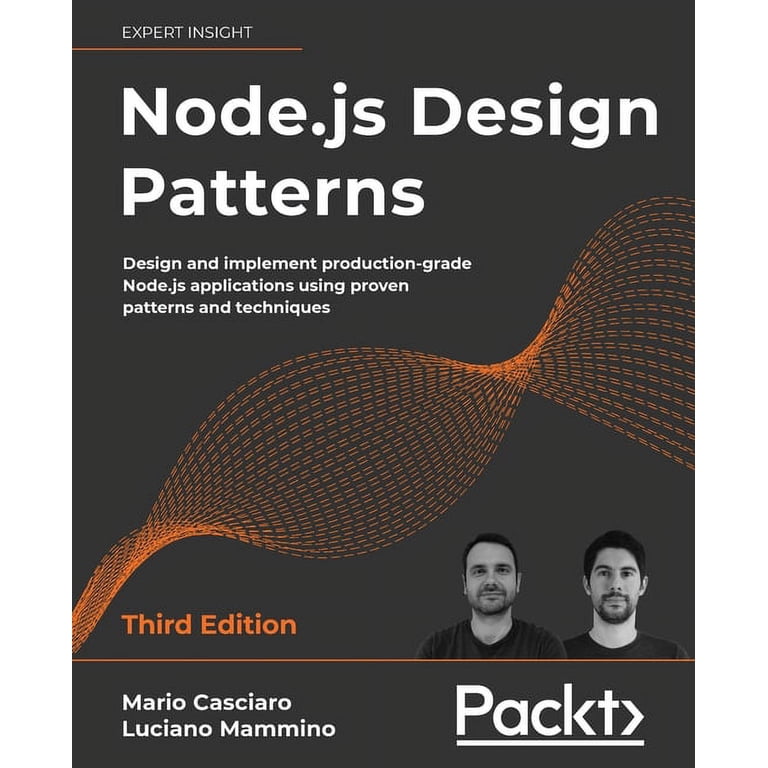 EXPERT INSIGHT
Node.js Design
Patterns
Design and implement production-grade
Node.js applications using proven
patterns and techniques
Third Edition
Mario Casciaro
Luciano Mammino
Packt